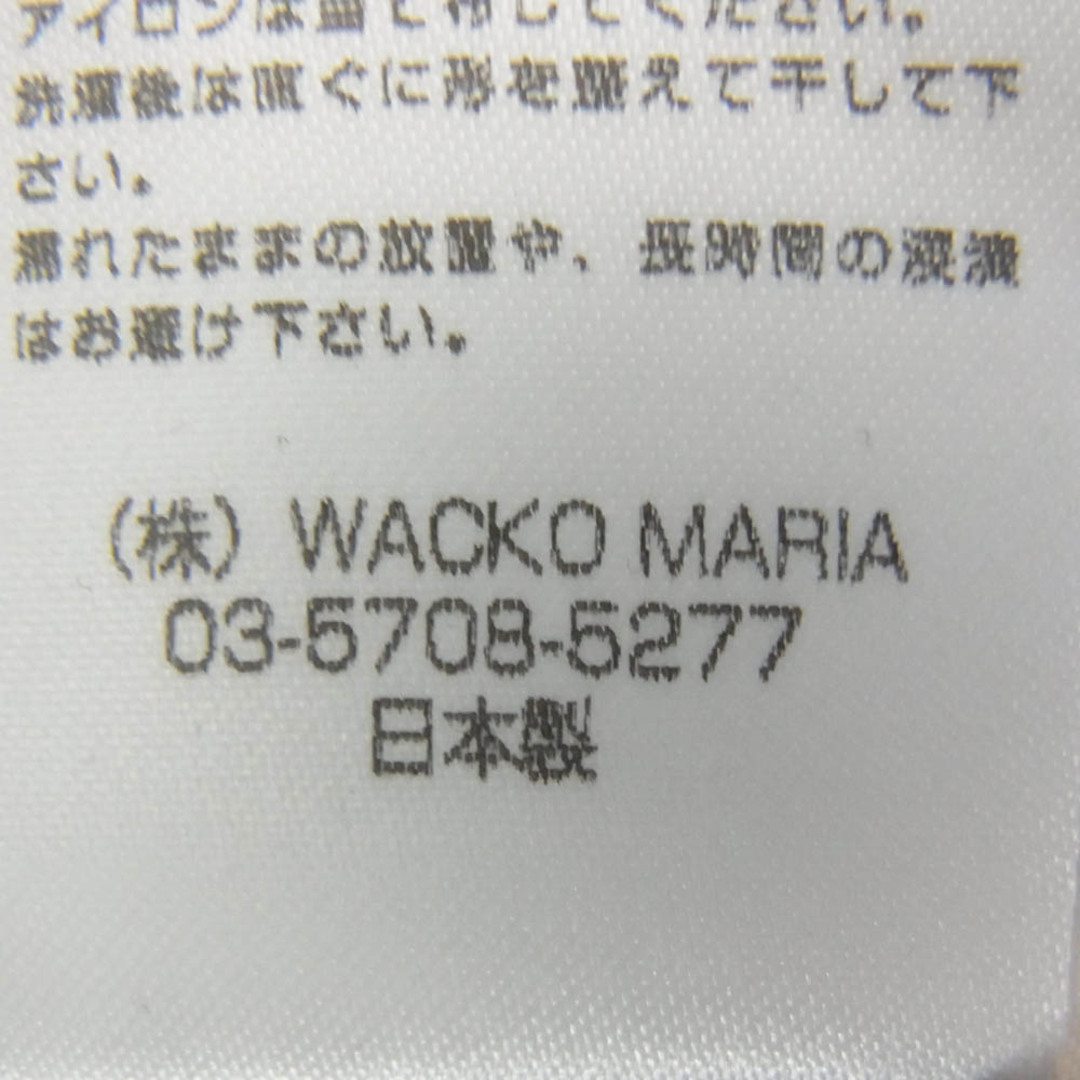 アイロンは当て布してください。
洗濯後は直ぐに形を整えて干して下
さい。
濡れたままの放置や、長時間の浸漬
はお避け下さい。
(株) WACKO MARIA
03-5708-5277
日本製